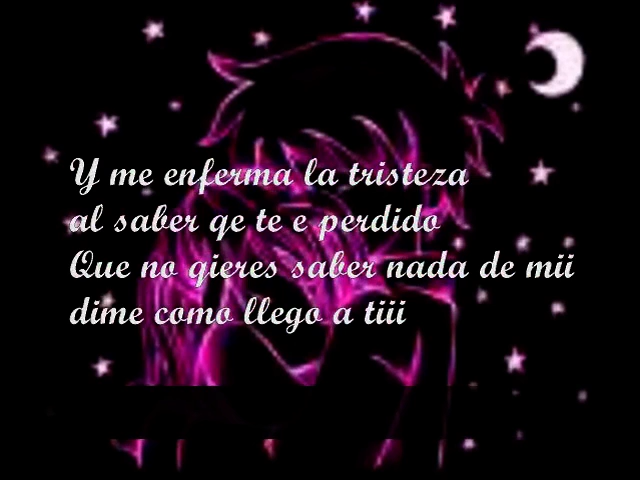 Y me enferma la tristeza
al saber qe te e perdido
Que no qieres saber nada de mii
dime como llego a tiii